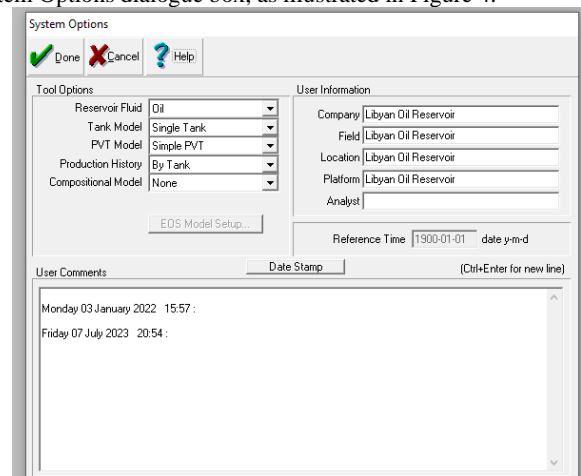 tem Options dialogue box, as illustrated in Figure 4.
System Options
Done Cancel Help
Tool Options
Reservoir Fluid Oil
Tank Model Single Tank
PVT Model Simple PVT
Production History By Tank
Compositional Model None
EOS Model Setup...
User Information
Company Libyan Oil Reservoir
Field Libyan Oil Reservoir
Location Libyan Oil Reservoir
Platform Libyan Oil Reservoir
Analyst
Reference Time 1900-01-01 date y-m-d
User Comments Date Stamp (Ctrl+Enter for new line)
Monday 03 January 2022 15:57 :
Friday 07 July 2023 20:54 :